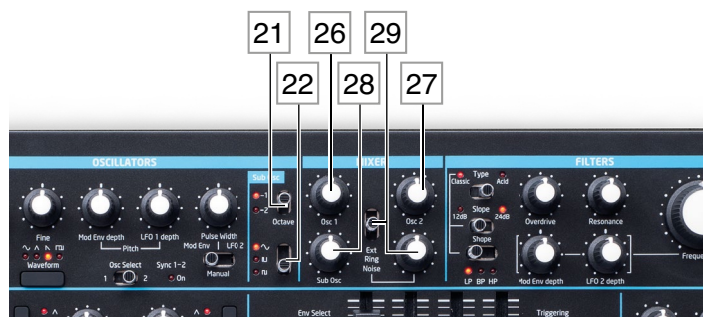 21
26
29
22
28
27
OSCILLATORS
MIXER
FILTERS
Sub Osc
-1
-2
Octave
Fine
Mod Env depth
LFO 1 depth
Pitch
Pulse Width
Mod Env
LFO 2
Manual
Waveform
Osc Select
1
2
Sync 1-2
On
Osc 1
Osc 2
Sub Osc
Ext
Ring
Noise
Type
Classic
Acid
Slope
12dB
24dB
Shape
LP BP HP
Overdrive
Resonance
Mod Env depth
LFO 2 depth
Env Select
Triggering